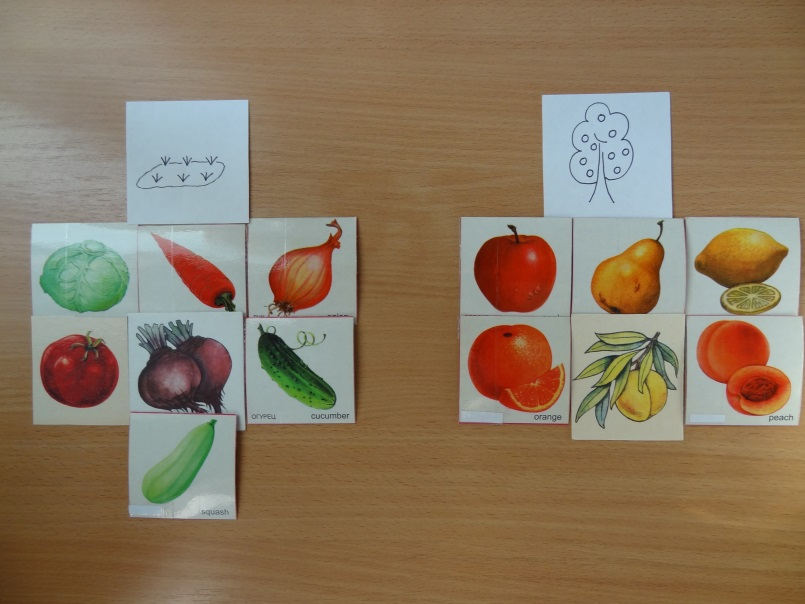 ОГУРЕЦ cucumber
orange
peach
squash